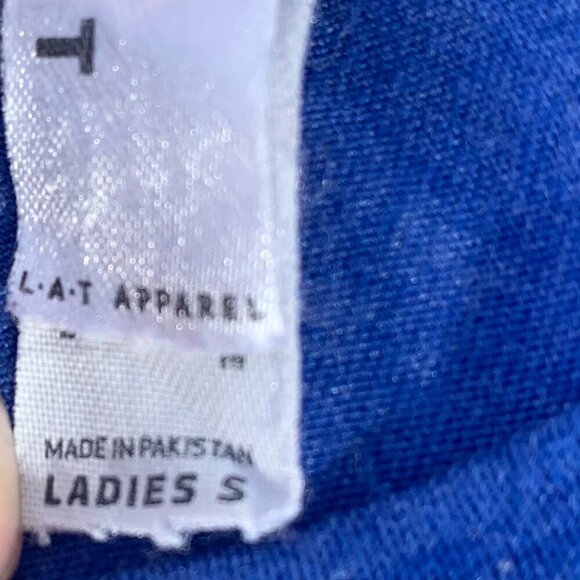 T
L·A·T APPAREL
MADE IN PAKISTAN
LADIES S